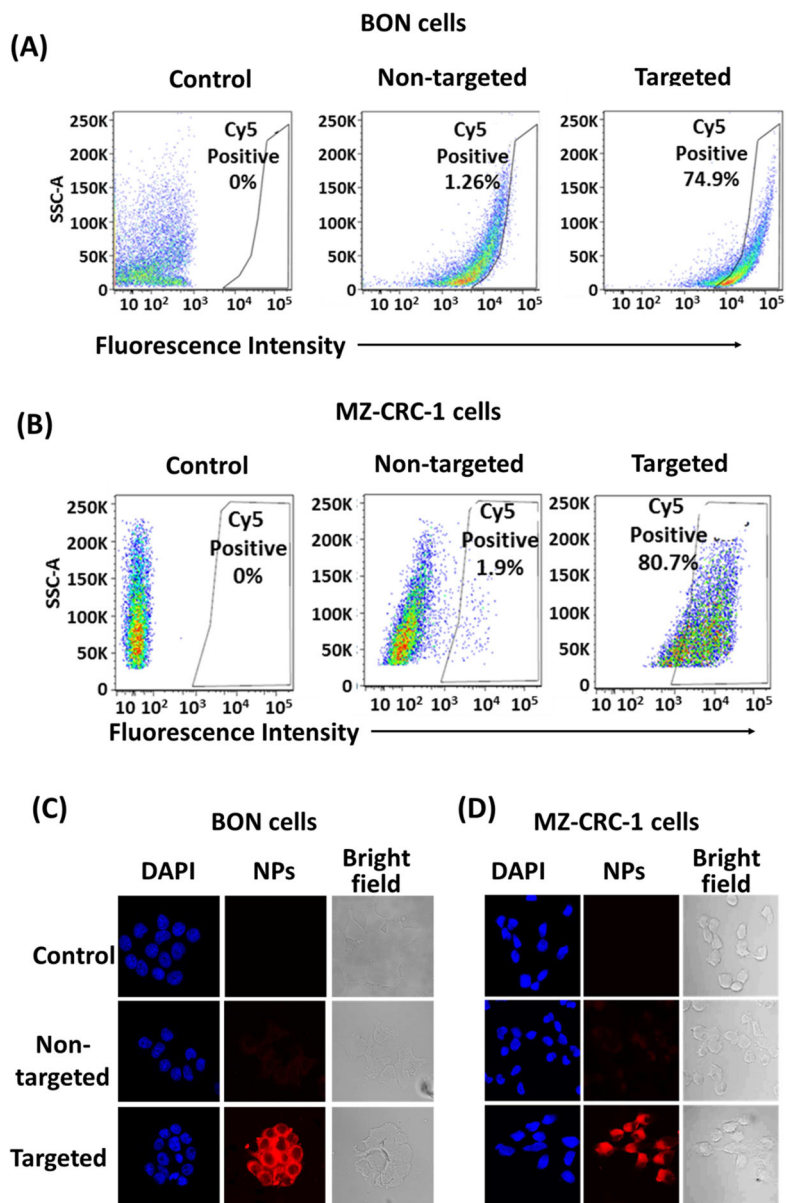 (A)
BON cells
Control Non-targeted Targeted
250K
200K
150K
100K
50K
0
SSC-A
Cy5
Positive
0%
10 10² 10³ 10⁴ 10⁵
250K
200K
150K
100K
50K
0
Cy5
Positive
1.26%
10 10² 10³ 10⁴ 10⁵
250K
200K
150K
100K
50K
0
Cy5
Positive
74.9%
10 10² 10³ 10⁴ 10⁵
Fluorescence Intensity
(B)
MZ-CRC-1 cells
Control Non-targeted Targeted
250K
200K
150K
100K
50K
0
SSC-A
Cy5
Positive
0%
10 10² 10³ 10⁴ 10⁵
250K
200K
150K
100K
50K
0
Cy5
Positive
1.9%
10 10² 10³ 10⁴ 10⁵
250K
200K
150K
100K
50K
0
Cy5
Positive
80.7%
10 10² 10³ 10⁴ 10⁵
Fluorescence Intensity
(C)
BON cells
DAPI NPs Bright
field
Control
Non-
targeted
Targeted
(D)
MZ-CRC-1 cells
DAPI NPs Bright
field